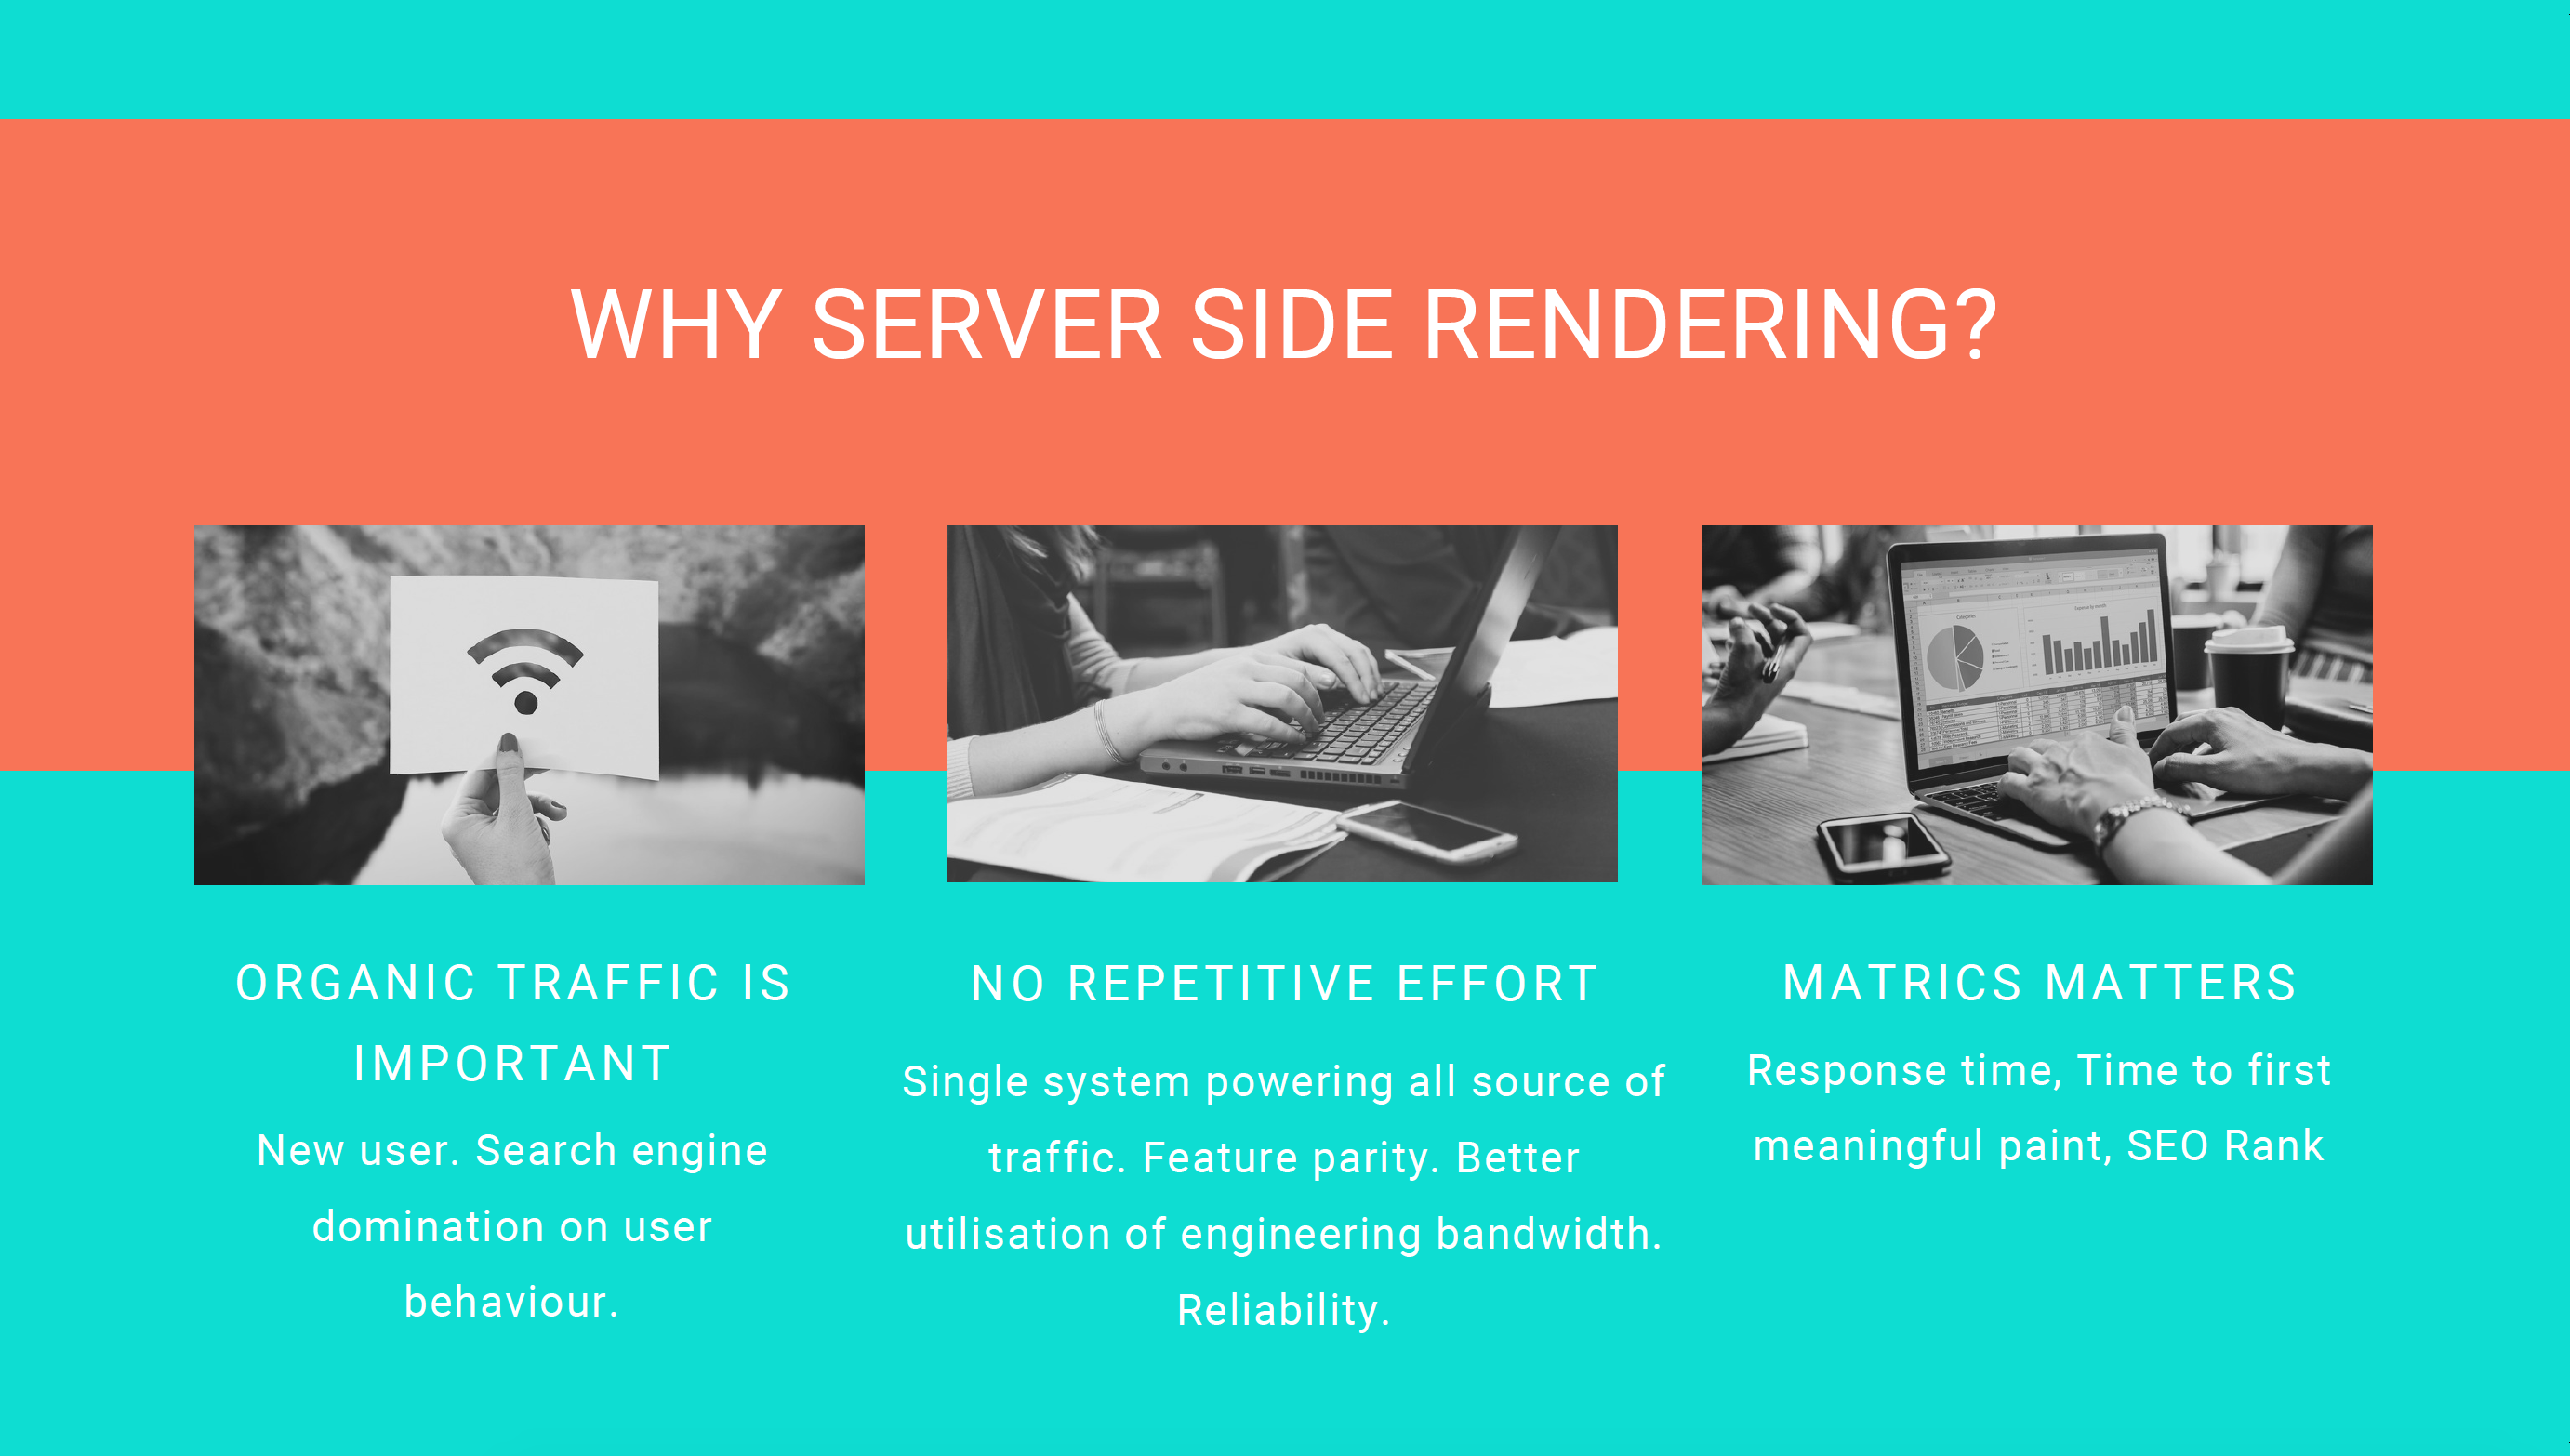 WHY SERVER SIDE RENDERING?
ORGANIC TRAFFIC IS
IMPORTANT
New user. Search engine
domination on user
behaviour.
NO REPETITIVE EFFORT
Single system powering all source of
traffic. Feature parity. Better
utilisation of engineering bandwidth.
Reliability.
MATRICS MATTERS
Response time, Time to first
meaningful paint, SEO Rank